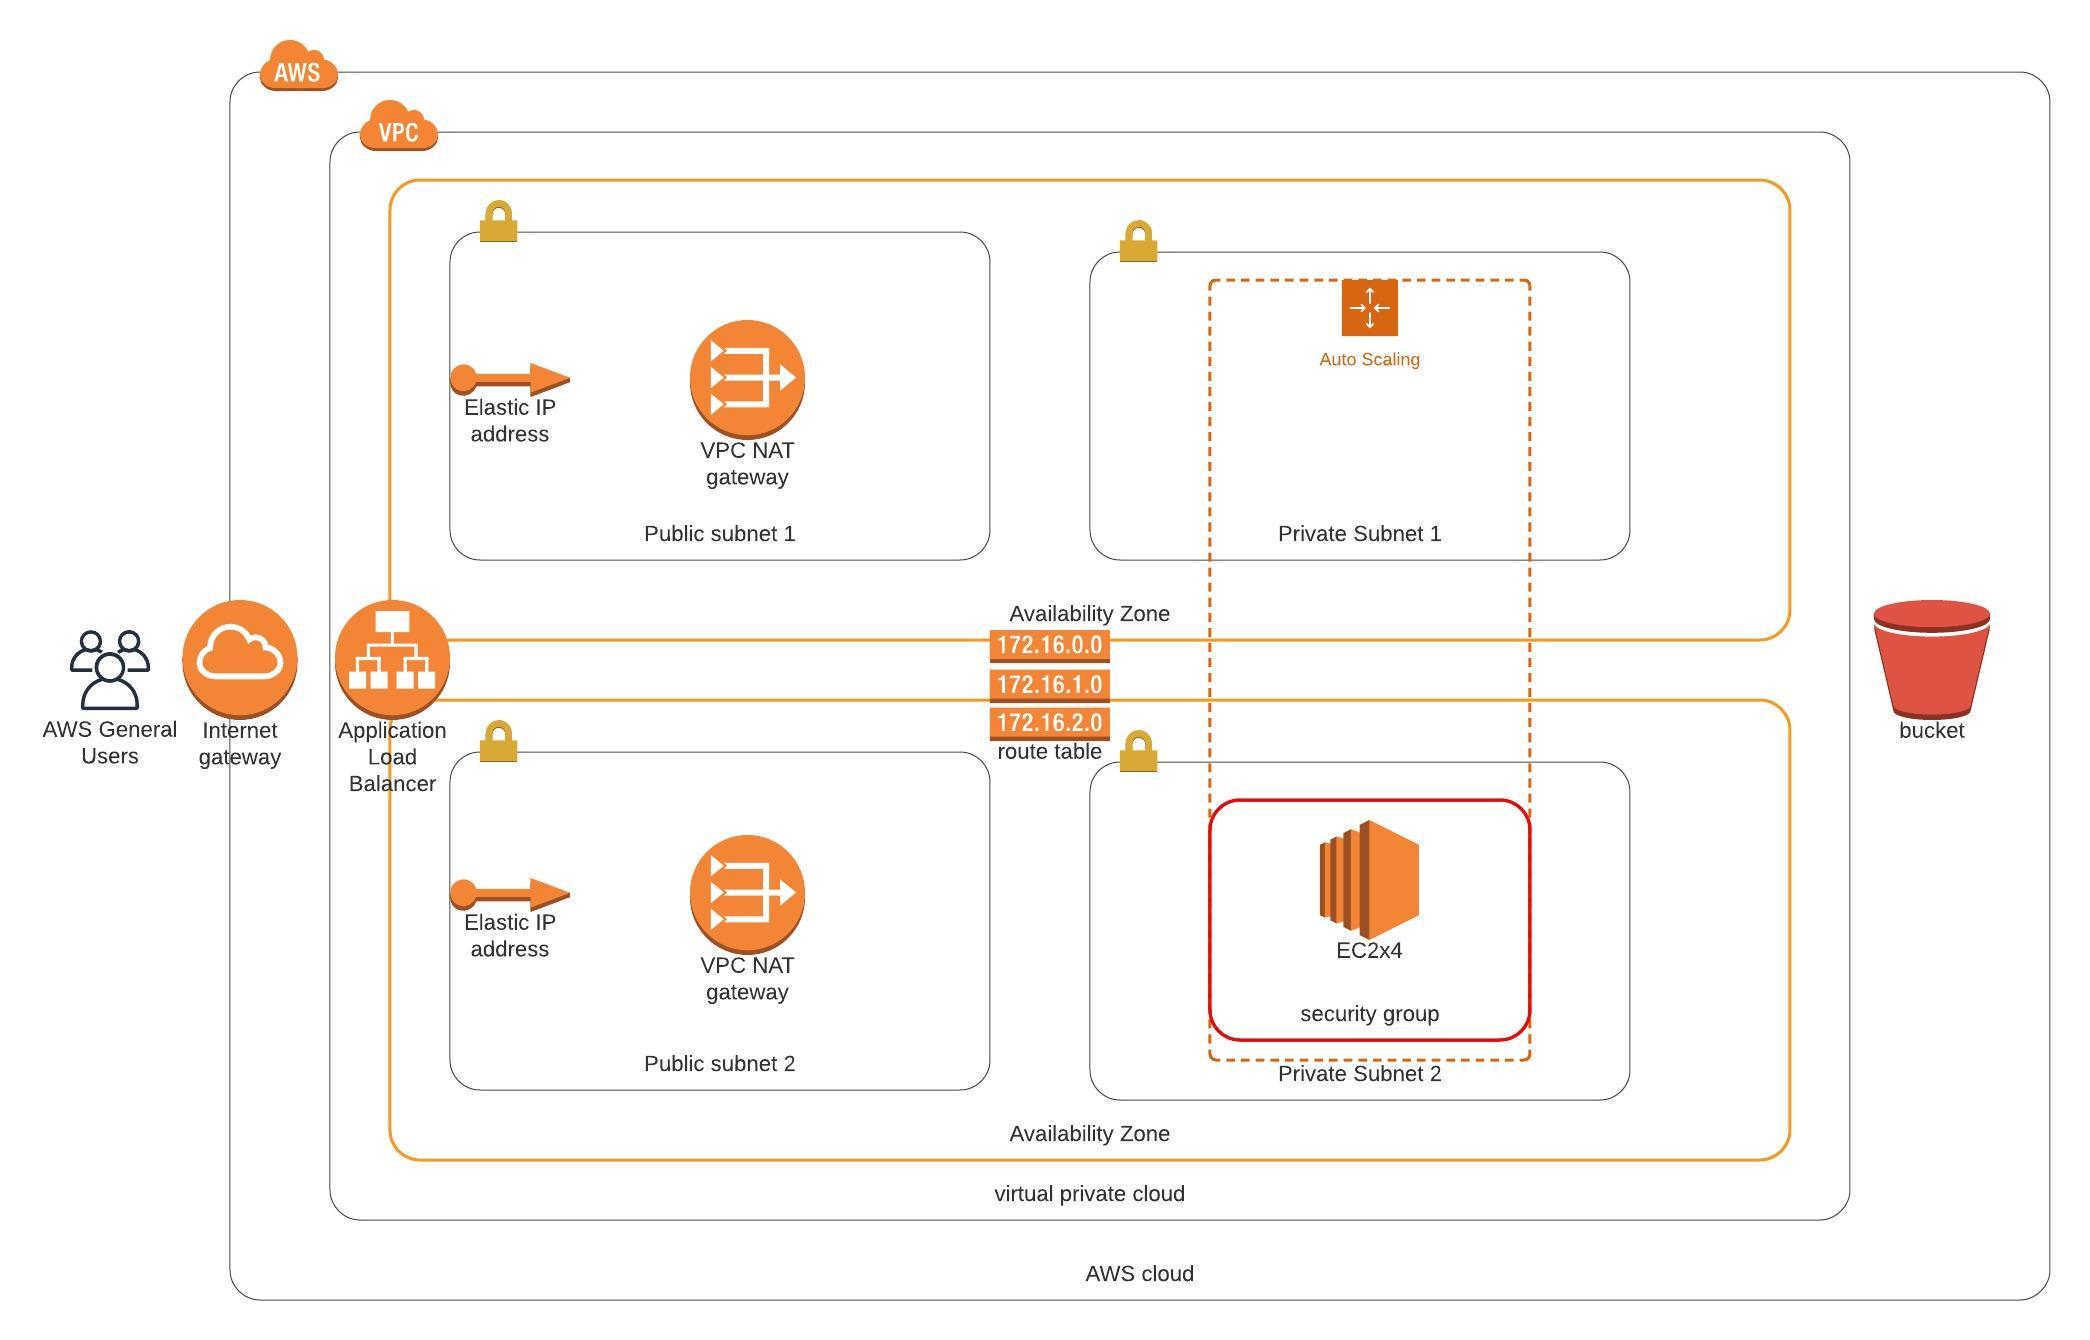 AWS
VPC
Auto Scaling
Elastic IP
address
VPC NAT
gateway
Public subnet 1
Private Subnet 1
Availability Zone
172.16.0.0
172.16.1.0
172.16.2.0
route table
AWS General
Users
Internet
gateway
Application
Load
Balancer
bucket
Elastic IP
address
VPC NAT
gateway
Public subnet 2
EC2x4
security group
Private Subnet 2
Availability Zone
virtual private cloud
AWS cloud